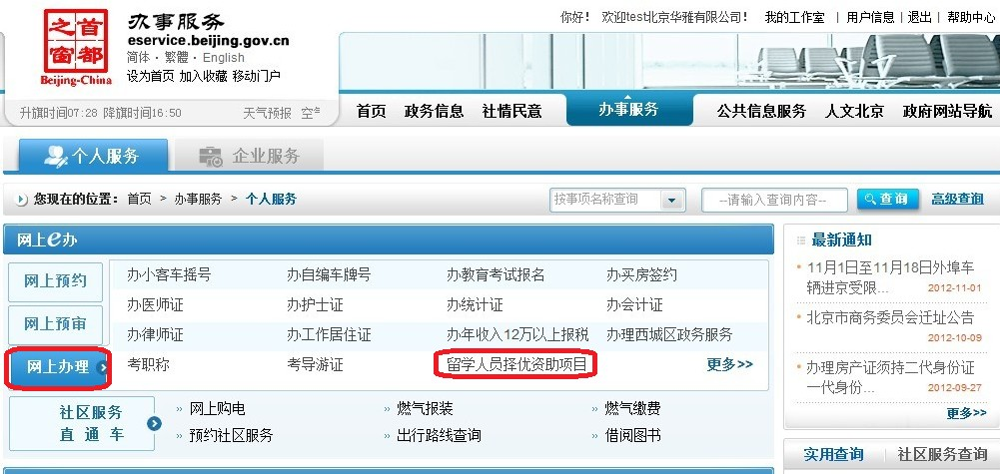 首都之窗
Beijing-China
办事服务
eservice.beijing.gov.cn
简体·繁體·English
设为首页 加入收藏 移动门户
你好! 欢迎test北京华雅有限公司! 我的工作室 | 用户信息 | 退出 | 帮助中心
升旗时间07:28 降旗时间16:50 天气预报 空
首页 政务信息 社情民意 办事服务 公共信息服务 人文北京 政府网站导航
个人服务 企业服务
您现在的位置: 首页 > 办事服务 > 个人服务
按事项名称查询 --请输入查询内容-- 查询 高级查询
网上e办
网上预约
网上预审
网上办理
办小客车摇号 办自编车牌号 办教育考试报名 办买房签约
办医师证 办护士证 办统计证 办会计证
办律师证 办工作居住证 办年收入12万以上报税 办理西城区政务服务
考职称 考导游证 留学人员择优资助项目 更多>>
社区服务
直通车
» 网上购电 » 燃气报装 » 燃气缴费
» 预约社区服务 » 出行路线查询 » 借阅图书
最新通知
11月1日至11月18日外埠车
辆进京受限... 2012-11-01
北京市商务委员会迁址公告
2012-10-09
办理房产证须持二代身份证
一代身份... 2012-09-27
更多>>
实用查询 社区服务查询